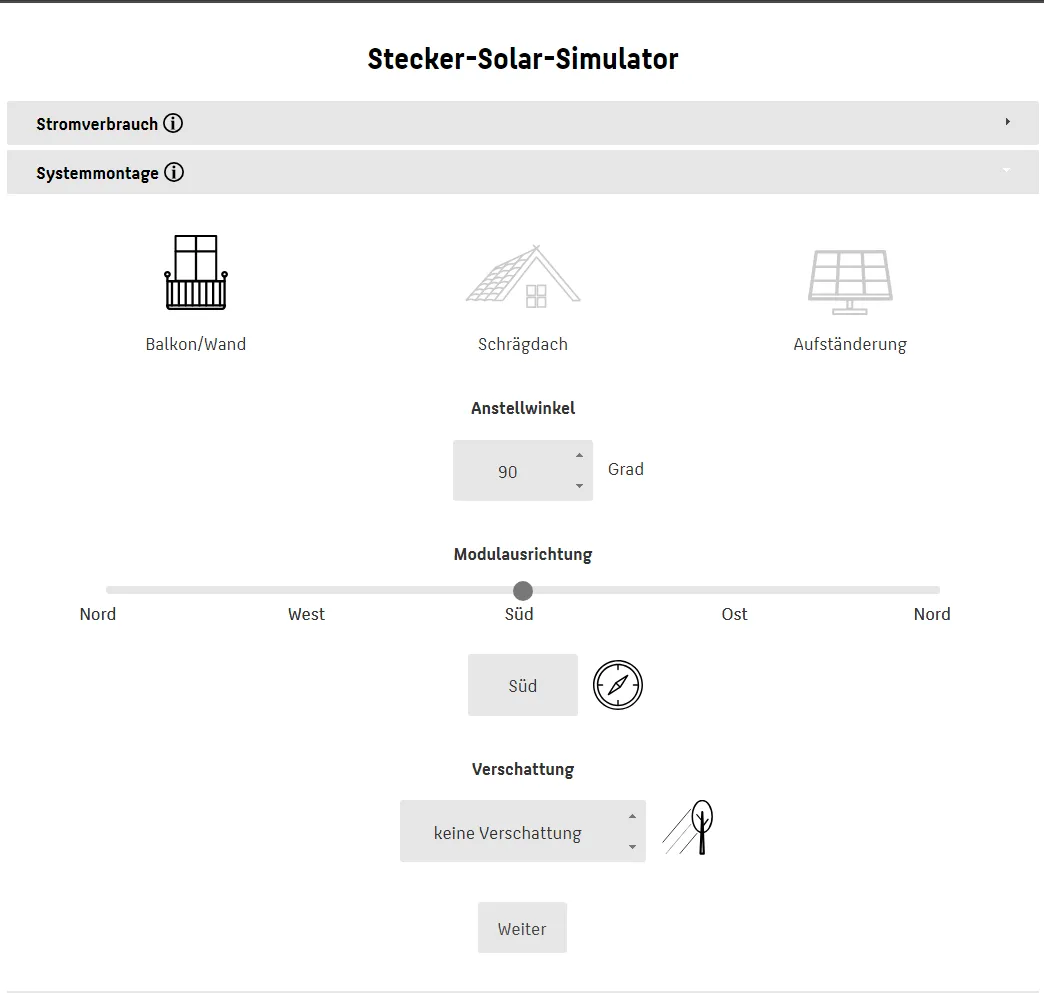 Stecker-Solar-Simulator
Stromverbrauch
Systemmontage
Balkon/Wand Schrägdach Aufständerung
Anstellwinkel
90 Grad
Modulausrichtung
Nord West Süd Ost Nord
Süd
Verschattung
keine Verschattung
Weiter